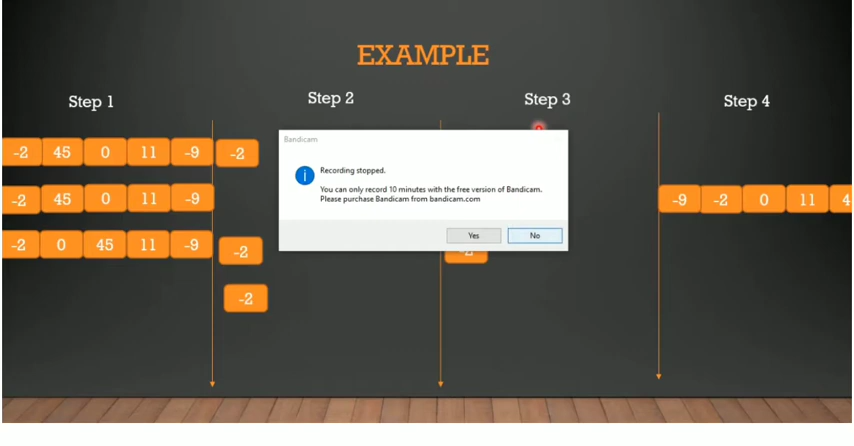 EXAMPLE
Step 1
Step 2
Step 3
Step 4
-2 45 0 11 -9 -2
Bandicam
Recording stopped.
You can only record 10 minutes with the free version of Bandicam.
Please purchase Bandicam from bandicam.com
Yes No
-2 45 0 11 -9
-9 -2 0 11 4
-2 0 45 11 -9 -2
-2
-2